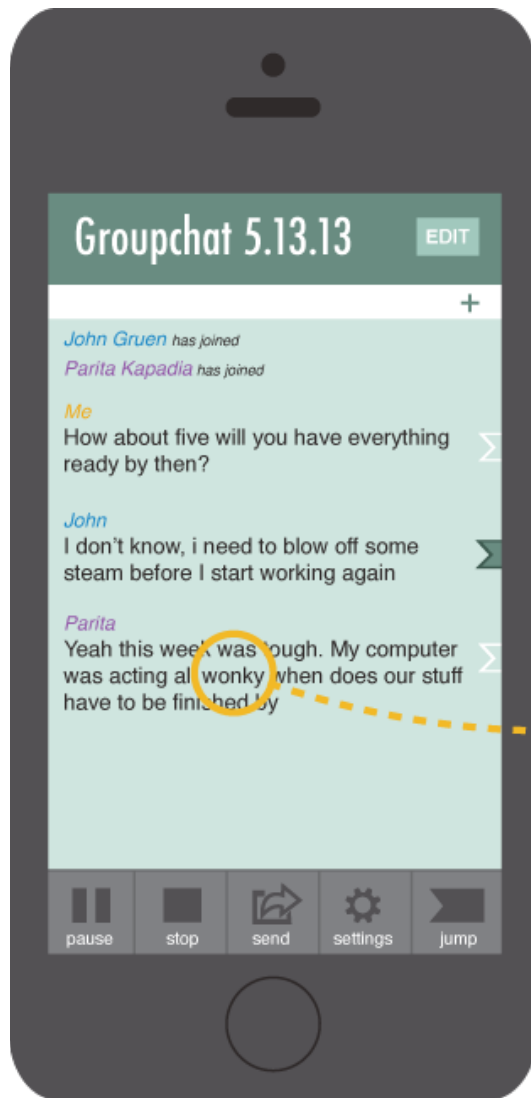 Groupchat 5.13.13
EDIT
+
John Gruen has joined
Parita Kapadia has joined
Me
How about five will you have everything
ready by then?
John
I don't know, i need to blow off some
steam before I start working again
Parita
Yeah this week was tough. My computer
was acting all wonky when does our stuff
have to be finished by
pause stop send settings jump